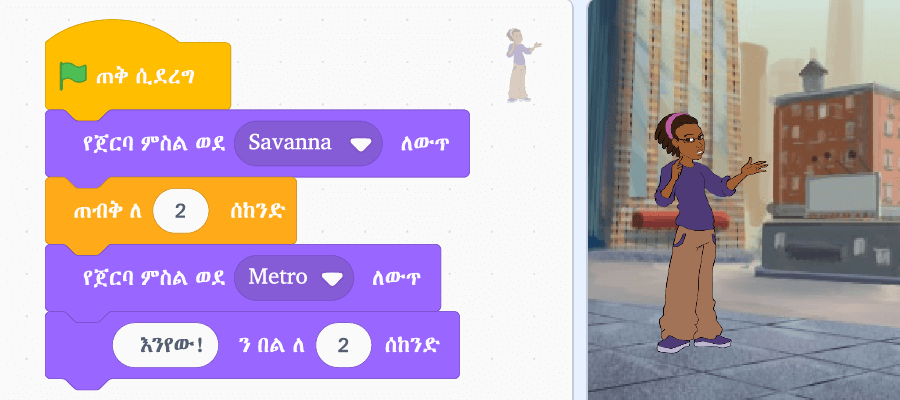 ጠቅ ሲደረግ
የጀርባ ምስል ወደ Savanna ለውጥ
ጠብቅ ለ 2 ሰከንድ
የጀርባ ምስል ወደ Metro ለውጥ
እንየው! ን በል ለ 2 ሰከንድ